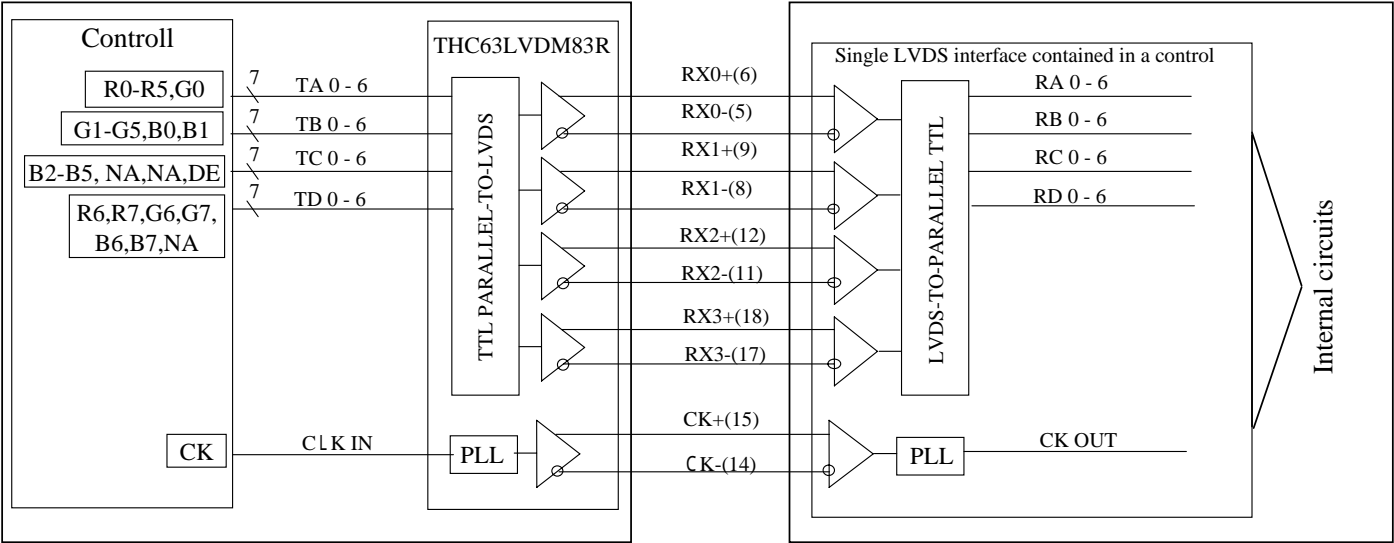 Controll
R0-R5,G0
G1-G5,B0,B1
B2-B5, NA,NA,DE
R6,R7,G6,G7,
B6,B7,NA
CK
7
TA 0 - 6
7
TB 0 - 6
7
TC 0 - 6
7
TD 0 - 6
CLK IN
THC63LVDM83R
TTL PARALLEL-TO-LVDS
PLL
RX0+(6)
RX0-(5)
RX1+(9)
RX1-(8)
RX2+(12)
RX2-(11)
RX3+(18)
RX3-(17)
CK+(15)
CK-(14)
Single LVDS interface contained in a control
LVDS-TO-PARALLEL TTL
PLL
RA 0 - 6
RB 0 - 6
RC 0 - 6
RD 0 - 6
CK OUT
Internal circuits